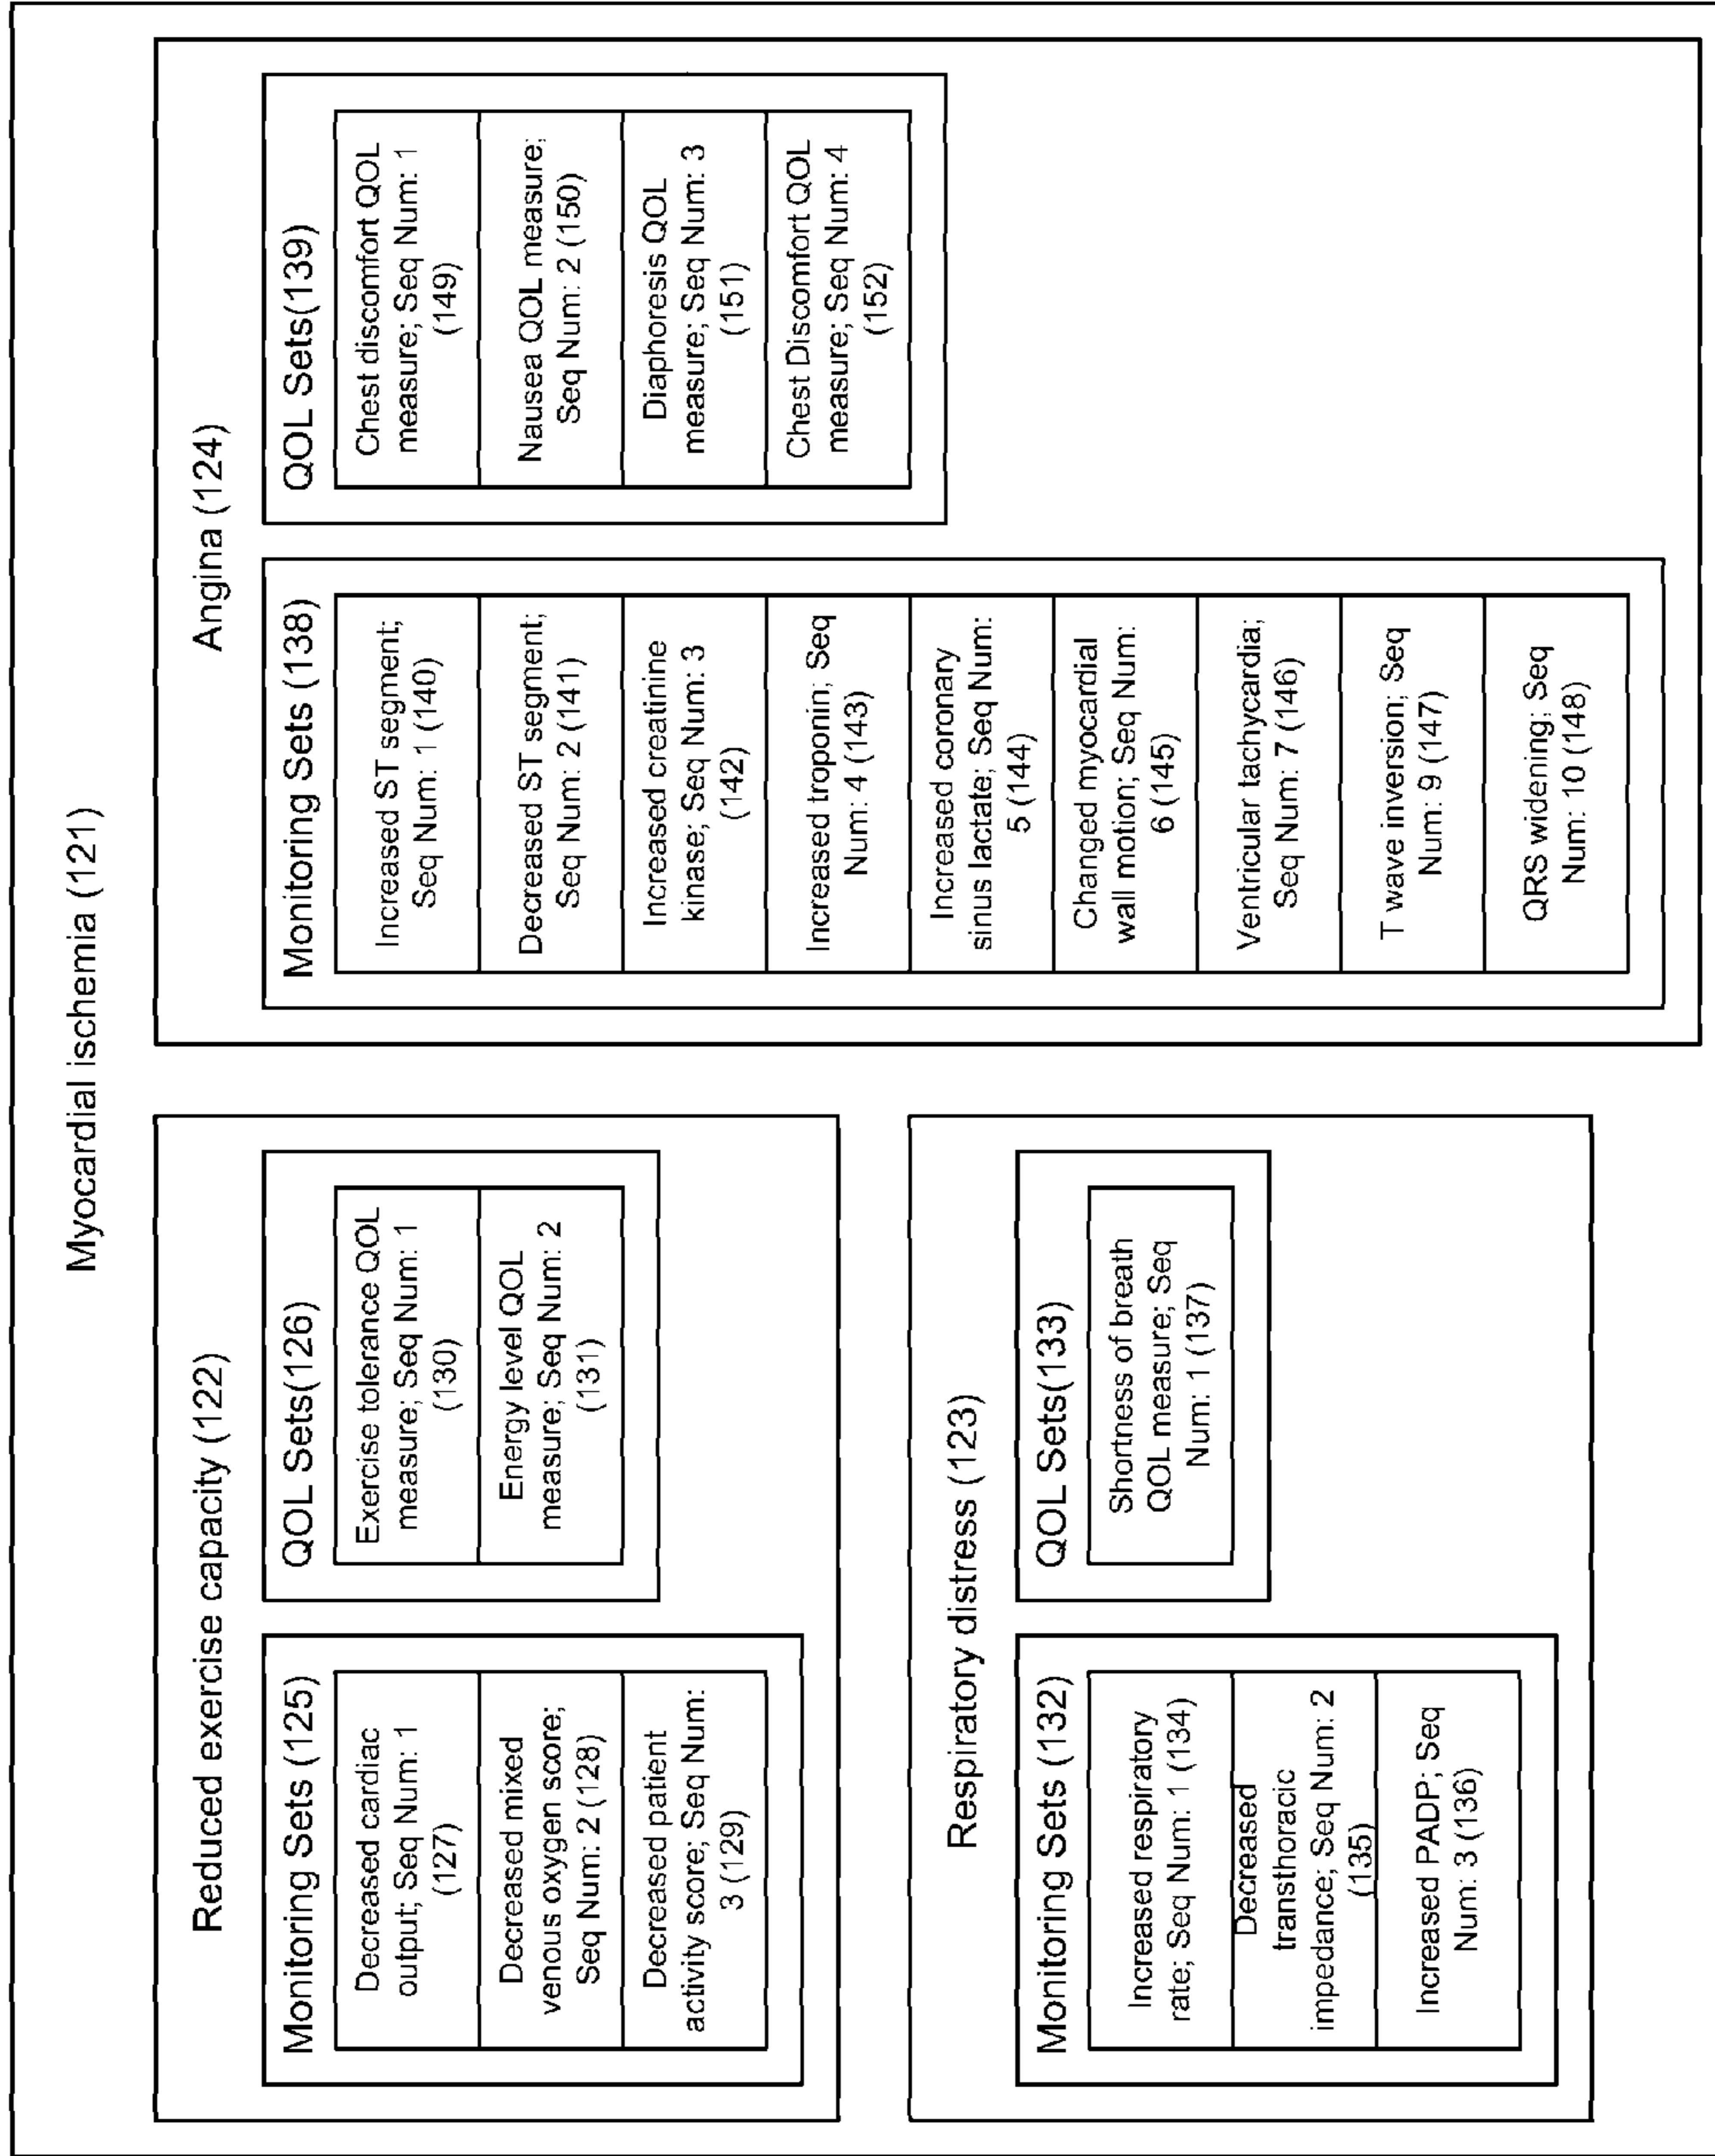 Myocardial ischemia (121)
Reduced exercise capacity (122)
Monitoring Sets (125)
Decreased cardiac
output; Seq Num: 1
(127)
Decreased mixed
venous oxygen score;
Seq Num: 2 (128)
Decreased patient
activity score; Seq Num:
3 (129)
QOL Sets(126)
Exercise tolerance QOL
measure; Seq Num: 1
(130)
Energy level QOL
measure; Seq Num: 2
(131)
Respiratory distress (123)
Monitoring Sets (132)
Increased respiratory
rate; Seq Num: 1 (134)
Decreased
transthoracic
impedance; Seq Num: 2
(135)
Increased PADP; Seq
Num: 3 (136)
QOL Sets(133)
Shortness of breath
QOL measure; Seq
Num: 1 (137)
Angina (124)
Monitoring Sets (138)
Increased ST segment;
Seq Num: 1 (140)
Decreased ST segment;
Seq Num: 2 (141)
Increased creatinine
kinase; Seq Num: 3
(142)
Increased troponin; Seq
Num: 4 (143)
Increased coronary
sinus lactate; Seq Num:
5 (144)
Changed myocardial
wall motion; Seq Num:
6 (145)
Ventricular tachycardia;
Seq Num: 7 (146)
T wave inversion; Seq
Num: 9 (147)
QRS widening; Seq
Num: 10 (148)
QOL Sets(139)
Chest discomfort QOL
measure; Seq Num: 1
(149)
Nausea QOL measure;
Seq Num: 2 (150)
Diaphoresis QOL
measure; Seq Num: 3
(151)
Chest Discomfort QOL
measure; Seq Num: 4
(152)